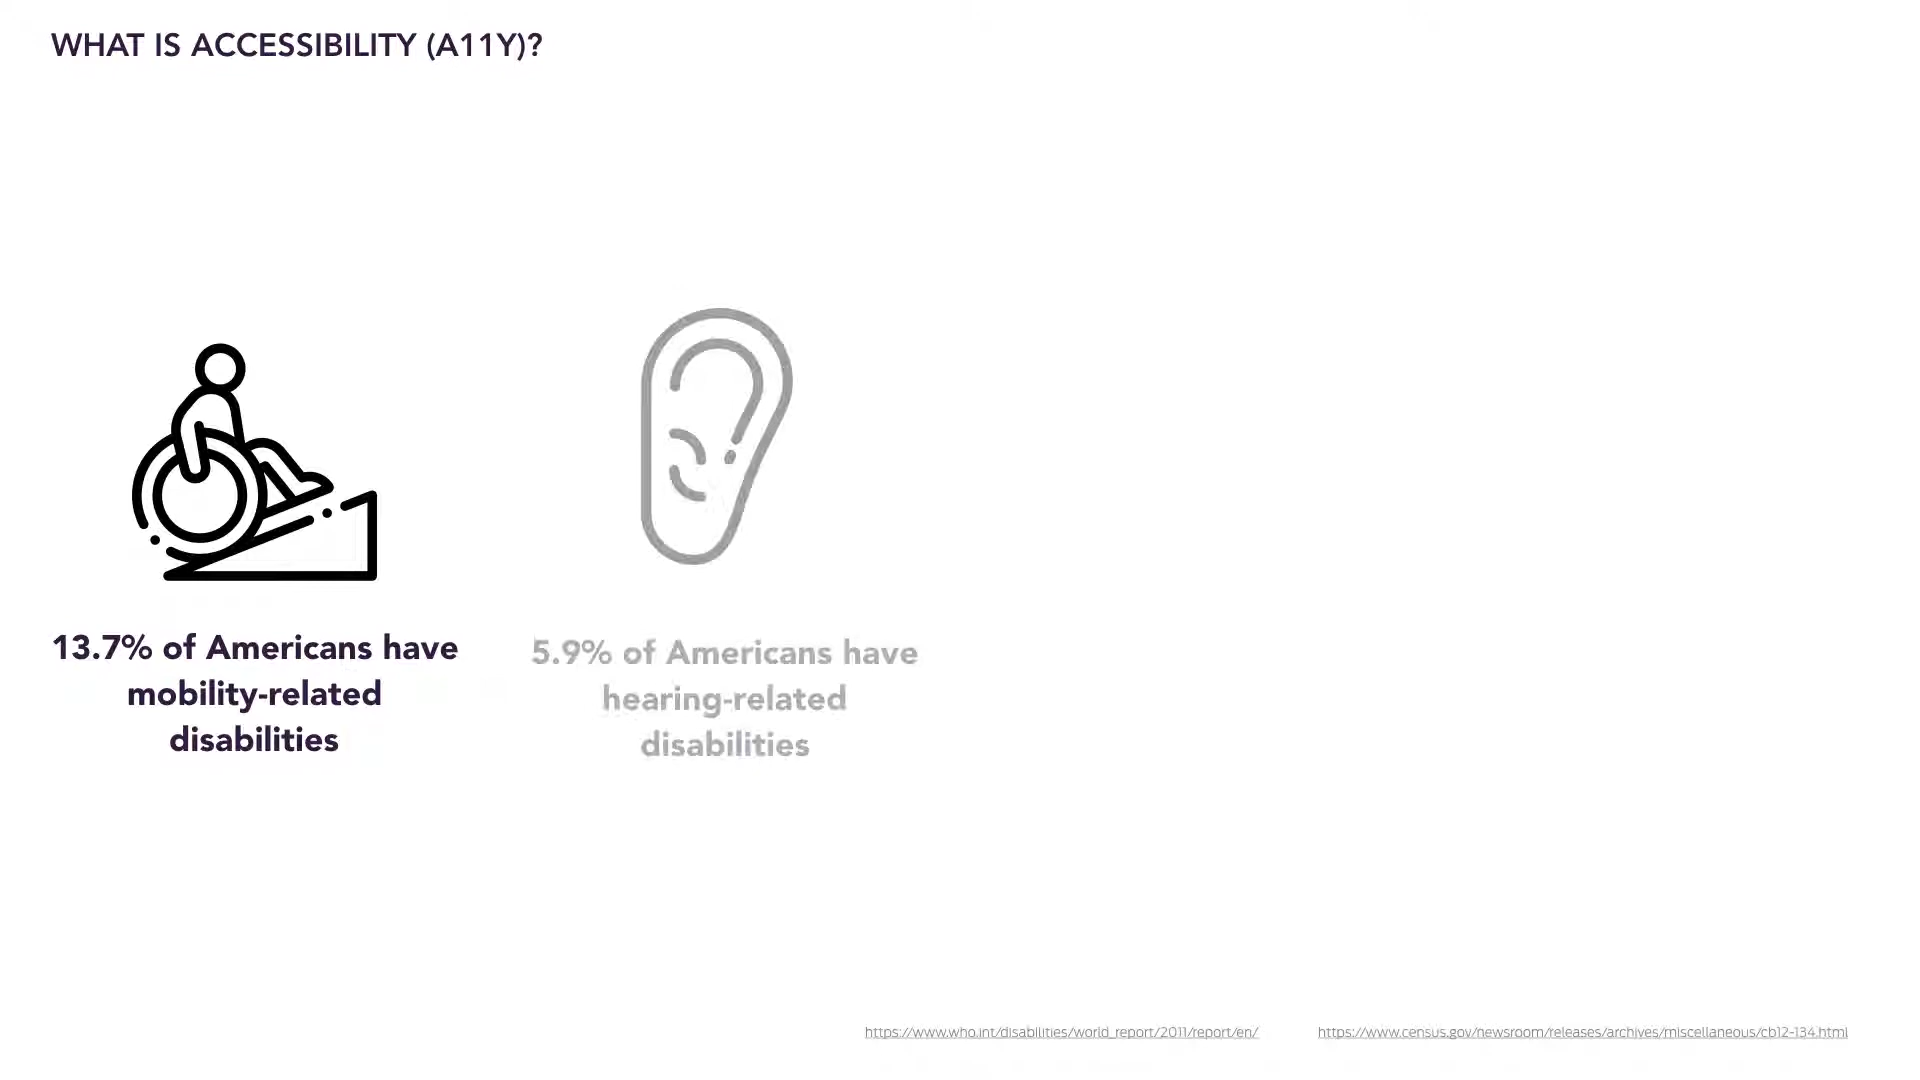 WHAT IS ACCESSIBILITY (A11Y)?
13.7% of Americans have
mobility-related
disabilities
5.9% of Americans have
hearing-related
disabilities
https://www.who.int/disabilities/world_report/2011/report/en/
https://www.census.gov/newsroom/releases/archives/miscellaneous/cb12-134.html